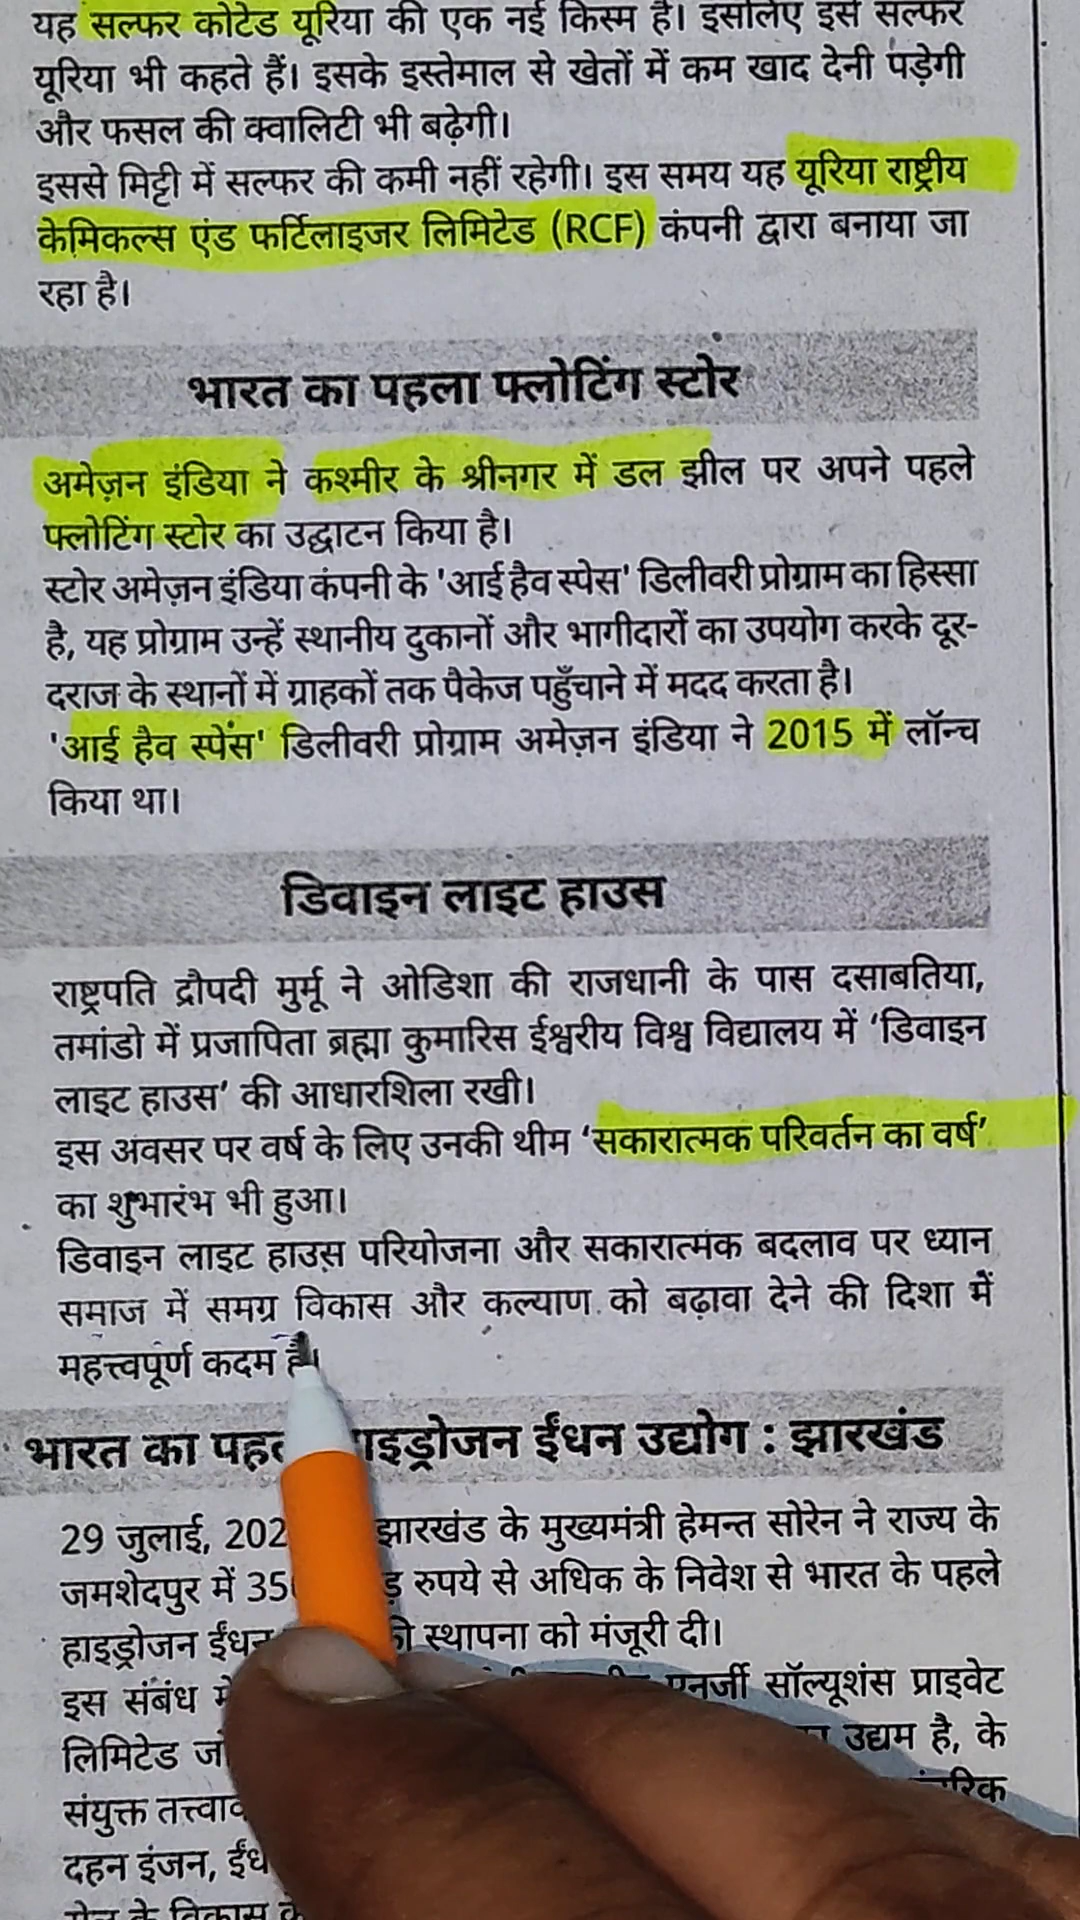 यह सल्फर कोटेड यूरिया की एक नई किस्म है। इसलिए इसे सल्फर
यूरिया भी कहते हैं। इसके इस्तेमाल से खेतों में कम खाद देनी पड़ेगी
और फसल की क्वालिटी भी बढ़ेगी।
इससे मिट्टी में सल्फर की कमी नहीं रहेगी। इस समय यह यूरिया राष्ट्रीय
केमिकल्स एंड फर्टिलाइजर लिमिटेड (RCF) कंपनी द्वारा बनाया जा
रहा है।
भारत का पहला फ्लोटिंग स्टोर
अमेज़न इंडिया ने कश्मीर के श्रीनगर में डल झील पर अपने पहले
फ्लोटिंग स्टोर का उद्घाटन किया है।
स्टोर अमेज़न इंडिया कंपनी के 'आई हैव स्पेस' डिलीवरी प्रोग्राम का हिस्सा
है, यह प्रोग्राम उन्हें स्थानीय दुकानों और भागीदारों का उपयोग करके दूर-
दराज के स्थानों में ग्राहकों तक पैकेज पहुँचाने में मदद करता है।
'आई हैव स्पेस' डिलीवरी प्रोग्राम अमेज़न इंडिया ने 2015 में लॉन्च
किया था।
डिवाइन लाइट हाउस
राष्ट्रपति द्रौपदी मुर्मू ने ओडिशा की राजधानी के पास दसाबतिया,
तमांडो में प्रजापिता ब्रह्मा कुमारिस ईश्वरीय विश्व विद्यालय में ‘डिवाइन
लाइट हाउस’ की आधारशिला रखी।
इस अवसर पर वर्ष के लिए उनकी थीम ‘सकारात्मक परिवर्तन का वर्ष’
का शुभारंभ भी हुआ।
डिवाइन लाइट हाउस परियोजना और सकारात्मक बदलाव पर ध्यान
समाज में समग्र विकास और कल्याण को बढ़ावा देने की दिशा में
महत्त्वपूर्ण कदम है।
भारत का ईंधन उद्योग : झारखंड
29 जुलाई, झारखंड के मुख्यमंत्री हेमन्त सोरेन ने राज्य के
जमशेदपुर में रुपये से अधिक के निवेश से भारत के पहले
हाइड्रोजन ईंधन स्थापना को मंजूरी दी।
इस संबंध एनर्जी सॉल्यूशंस प्राइवेट
लिमिटेड उद्यम है, के
संयुक्त
दहन इंजन,
के विकास